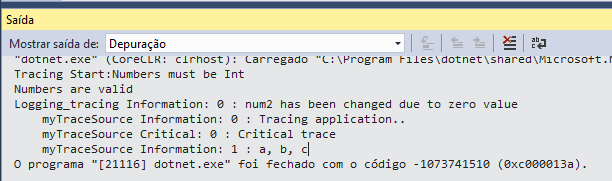 Saída
Mostrar saída de: Depuração
"dotnet.exe" (CoreCLR: clrhost): Carregado "C:\Program Files\dotnet\shared\Microsoft.N
Tracing Start:Numbers must be Int
Numbers are valid
Logging_tracing Information: 0 : num2 has been changed due to zero value
myTraceSource Information: 0 : Tracing application..
myTraceSource Critical: 0 : Critical trace
myTraceSource Information: 1 : a, b, c
O programa "[21116] dotnet.exe" foi fechado com o código -1073741510 (0xc000013a).